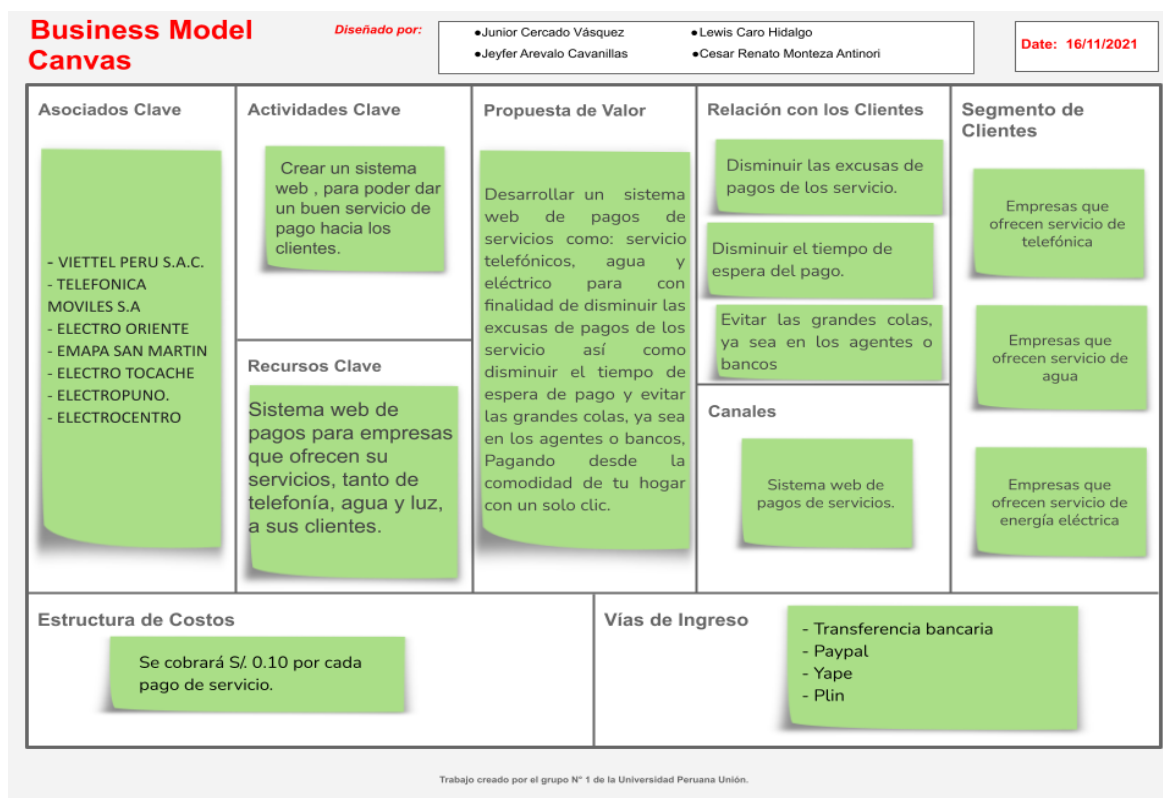 Business Model
Canvas
Diseñado por:
●Junior Cercado Vásquez
●Lewis Caro Hidalgo
●Jeyfer Arevalo Cavanillas
●Cesar Renato Monteza Antinori
Date: 16/11/2021
Asociados Clave
- VIETTEL PERU S.A.C.
- TELEFONICA
MOVILES S.A
- ELECTRO ORIENTE
- EMAPA SAN MARTIN
- ELECTRO TOCACHE
- ELECTROPUNO.
- ELECTROCENTRO
Actividades Clave
Crear un sistema
web , para poder dar
un buen servicio de
pago hacia los
clientes.
Recursos Clave
Sistema web de
pagos para empresas
que ofrecen su
servicios, tanto de
telefonía, agua y luz,
a sus clientes.
Propuesta de Valor
Desarrollar un sistema
web de pagos de
servicios como: servicio
telefónicos, agua y
eléctrico para con
finalidad de disminuir las
excusas de pagos de los
servicio así como
disminuir el tiempo de
espera de pago y evitar
las grandes colas, ya sea
en los agentes o bancos,
Pagando desde la
comodidad de tu hogar
con un solo clic.
Relación con los Clientes
Disminuir las excusas de
pagos de los servicio.
Disminuir el tiempo de
espera del pago.
Evitar las grandes colas,
ya sea en los agentes o
bancos
Canales
Sistema web de
pagos de servicios.
Segmento de
Clientes
Empresas que
ofrecen servicio de
telefónica
Empresas que
ofrecen servicio de
agua
Empresas que
ofrecen servicio de
energía eléctrica
Estructura de Costos
Se cobrará S/. 0.10 por cada
pago de servicio.
Vías de Ingreso
- Transferencia bancaria
- Paypal
- Yape
- Plin
Trabajo creado por el grupo N° 1 de la Universidad Peruana Unión.